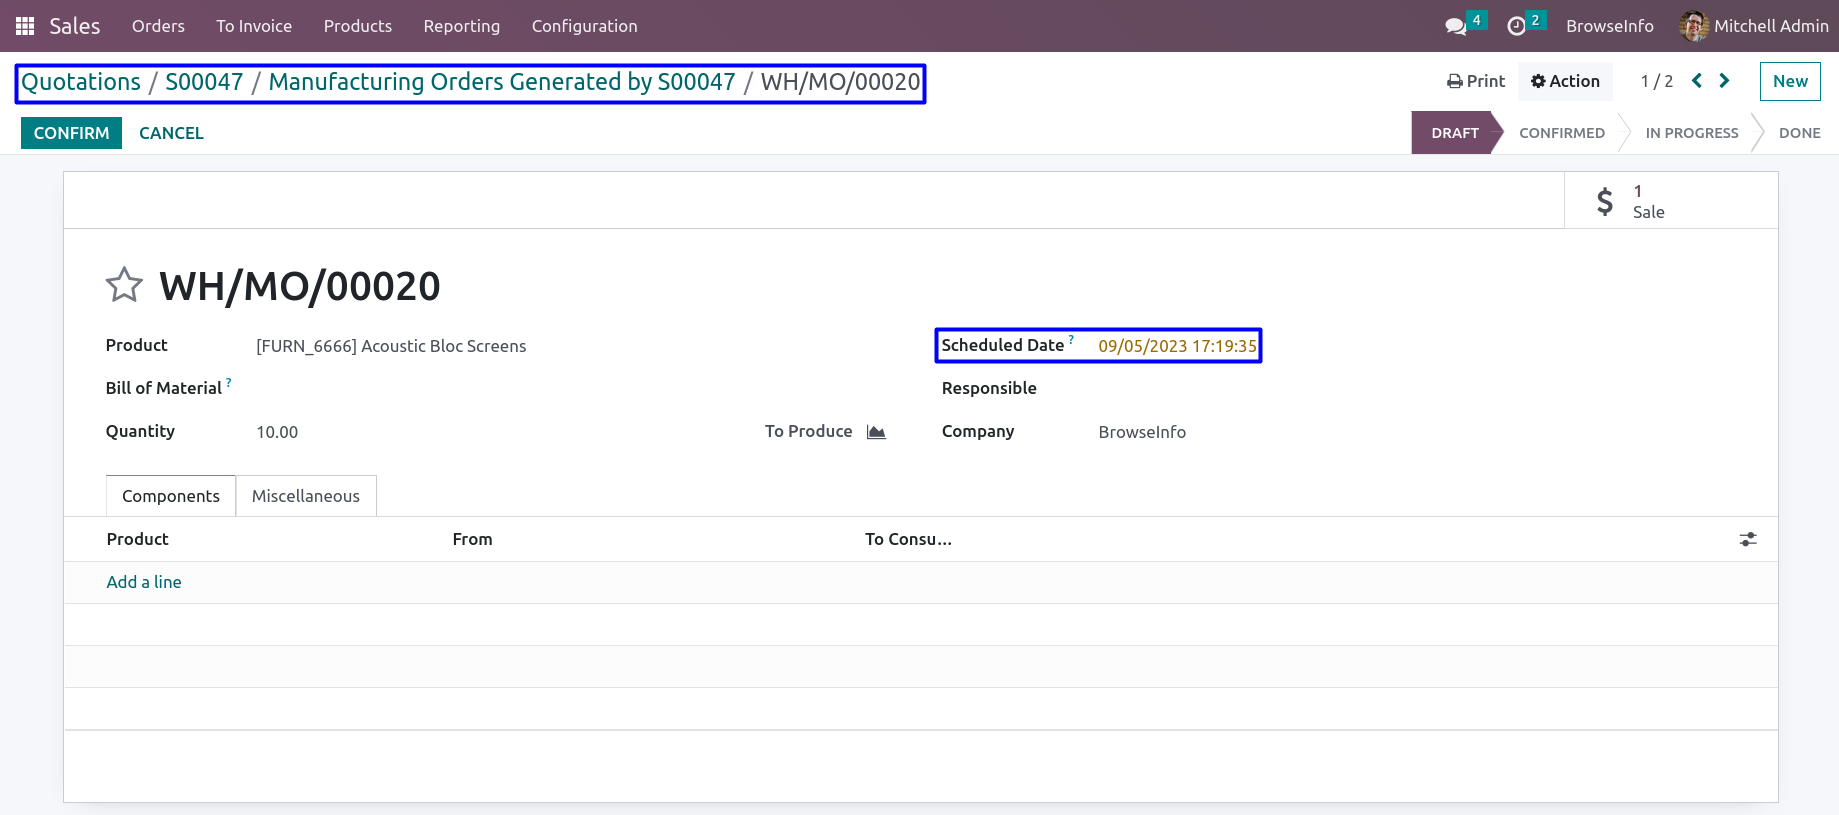 Sales Orders To Invoice Products Reporting Configuration 4 2 BrowseInfo Mitchell Admin
Quotations / S00047 / Manufacturing Orders Generated by S00047 / WH/MO/00020 Print Action 1 / 2 New
CONFIRM CANCEL DRAFT CONFIRMED IN PROGRESS DONE
$ 1
Sale
WH/MO/00020
Product [FURN_6666] Acoustic Bloc Screens Scheduled Date ? 09/05/2023 17:19:35
Bill of Material ? Responsible
Quantity 10.00 To Produce Company BrowseInfo
Components Miscellaneous
Product From To Consu...
Add a line